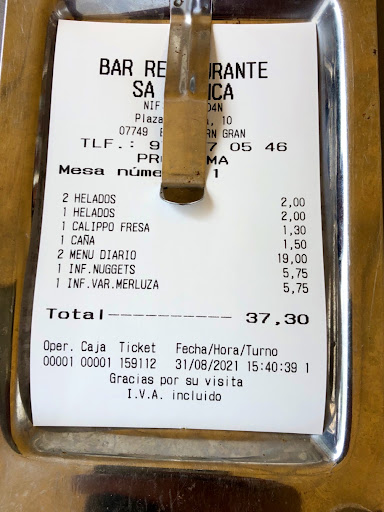 BAR RE URANTE
SA ICA
NIF 04N
Plaza , 10
07749 RN GRAN
TLF.: 9 7 05 46
PRO MA
Mesa núme 1
2 HELADOS 2,00
1 HELADOS 2,00
1 CALIPPO FRESA 1,30
1 CAÑA 1,50
2 MENU DIARIO 19,00
1 INF.NUGGETS 5,75
1 INF.VAR.MERLUZA 5,75
Total---------- 37,30
Oper. Caja Ticket Fecha/Hora/Turno
00001 00001 159112 31/08/2021 15:40:39 1
Gracias por su visita
I.V.A. incluido